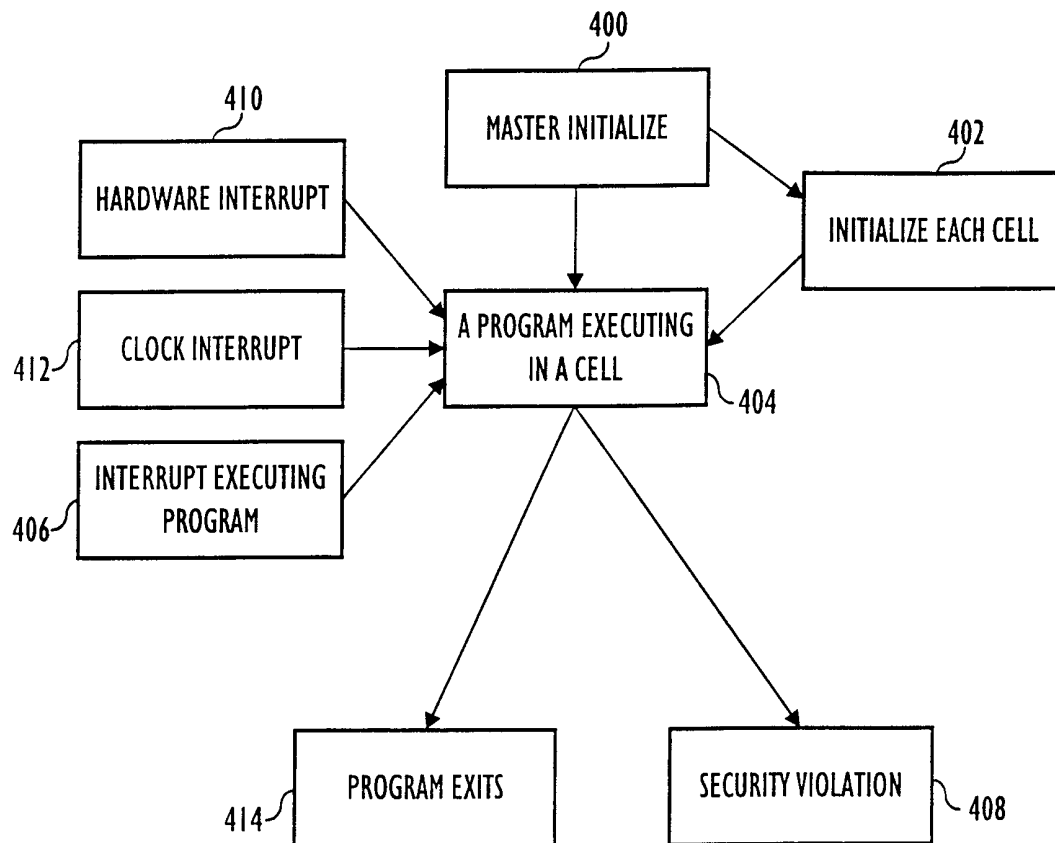 400
MASTER INITIALIZE
410
HARDWARE INTERRUPT
402
INITIALIZE EACH CELL
412
CLOCK INTERRUPT
A PROGRAM EXECUTING
IN A CELL
404
406
INTERRUPT EXECUTING
PROGRAM
414
PROGRAM EXITS
SECURITY VIOLATION
408